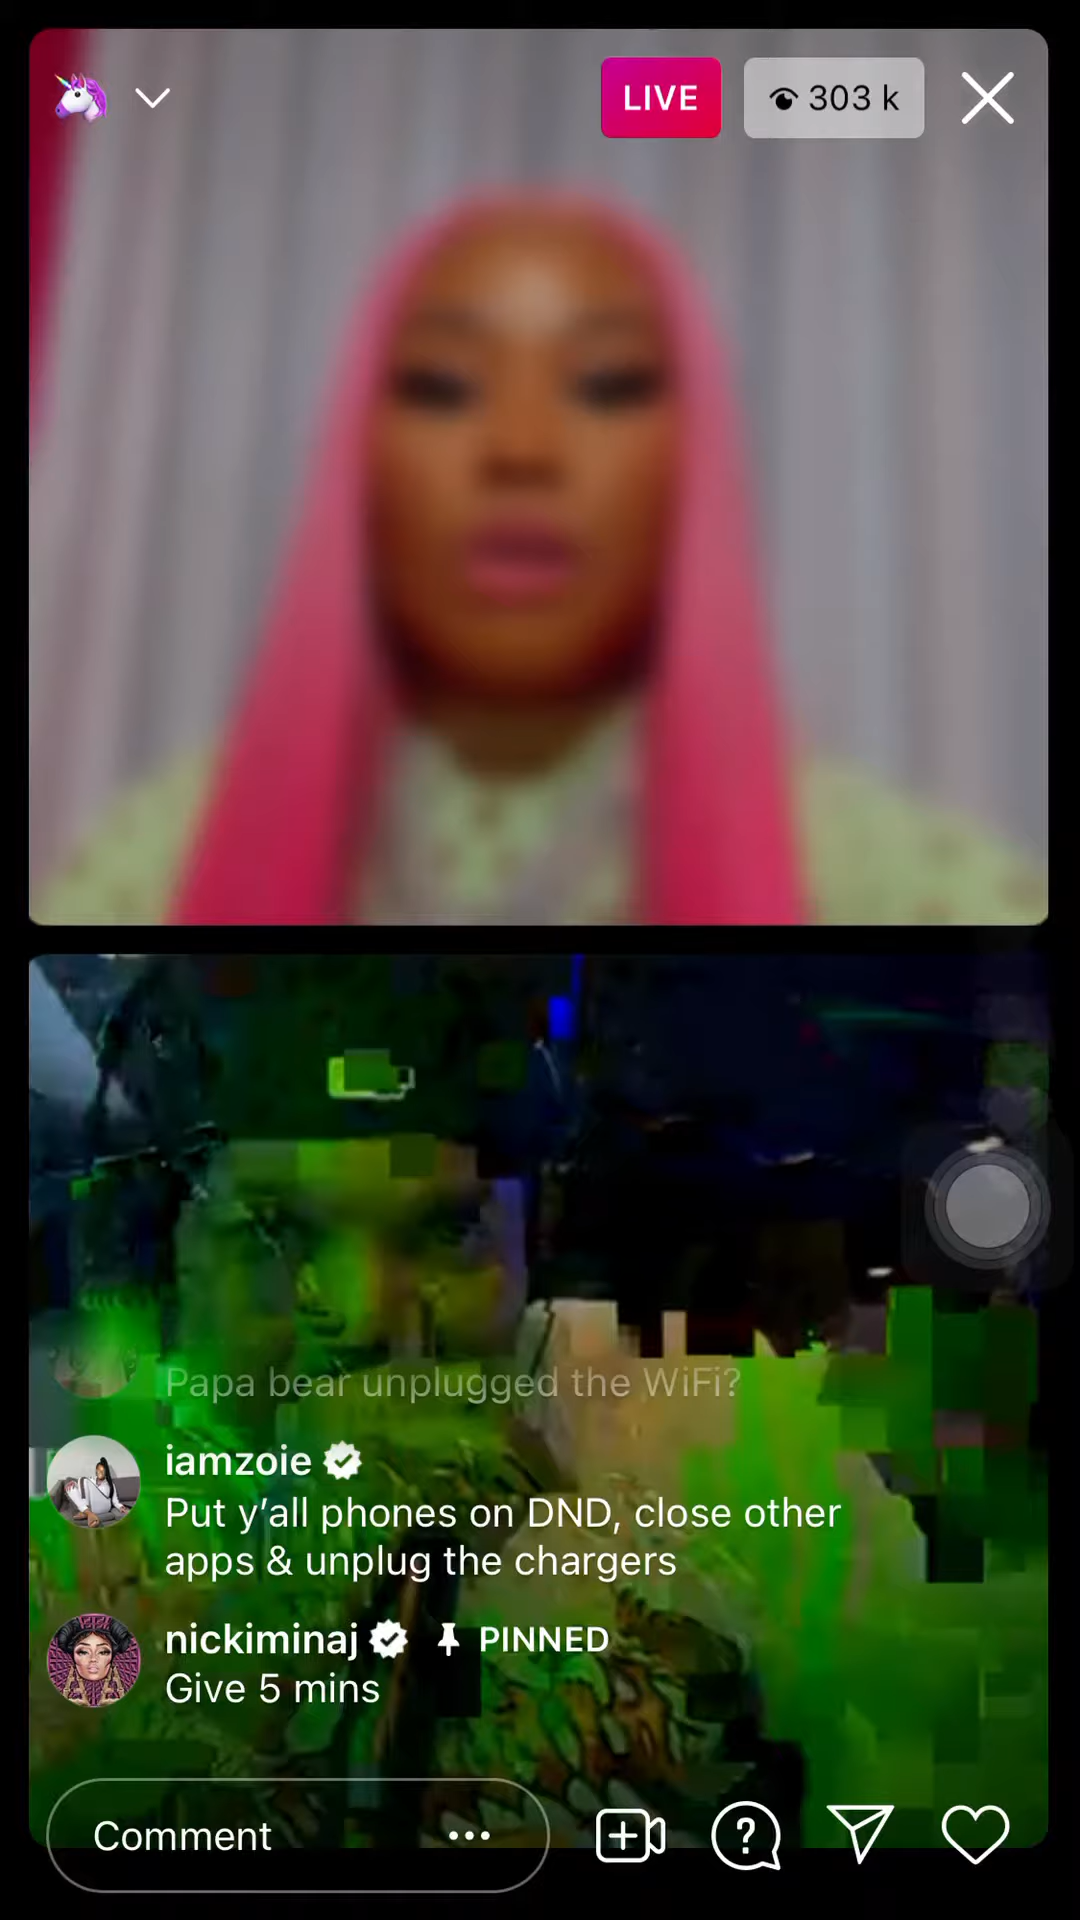 LIVE
303 k
Papa bear unplugged the WiFi?
iamzoie
Put y’all phones on DND, close other
apps & unplug the chargers
nickiminaj PINNED
Give 5 mins
Comment